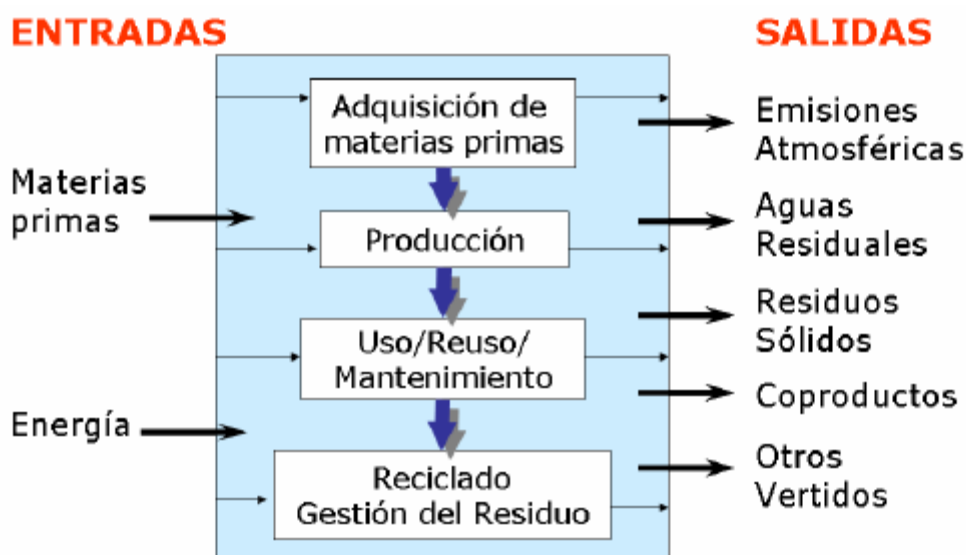 ENTRADAS
SALIDAS
Adquisición de
materias primas
Producción
Uso/Reuso/
Mantenimiento
Reciclado
Gestión del Residuo
Materias
primas
Energía
Emisiones
Atmosféricas
Aguas
Residuales
Residuos
Sólidos
Coproductos
Otros
Vertidos